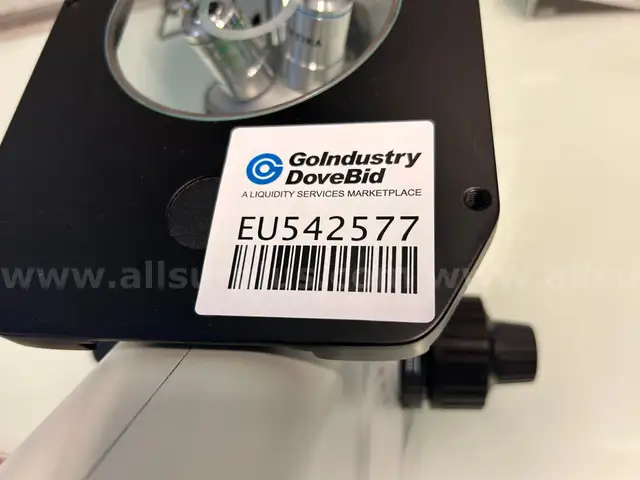 GoIndustry
DoveBid
A LIQUIDITY SERVICES MARKETPLACE
EU542577